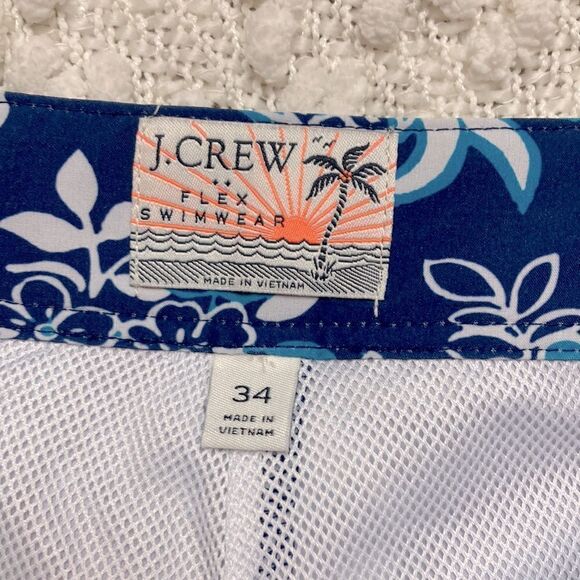 J.CREW
FLEX
SWIMWEAR
MADE IN VIETNAM
34
MADE IN
VIETNAM